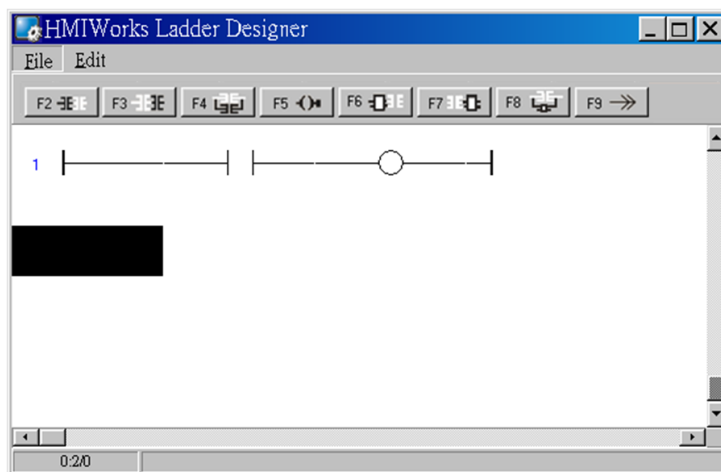 HMIWorks Ladder Designer
File Edit
F2 F3 F4 F5 F6 F7 F8 F9
1
0:2/0